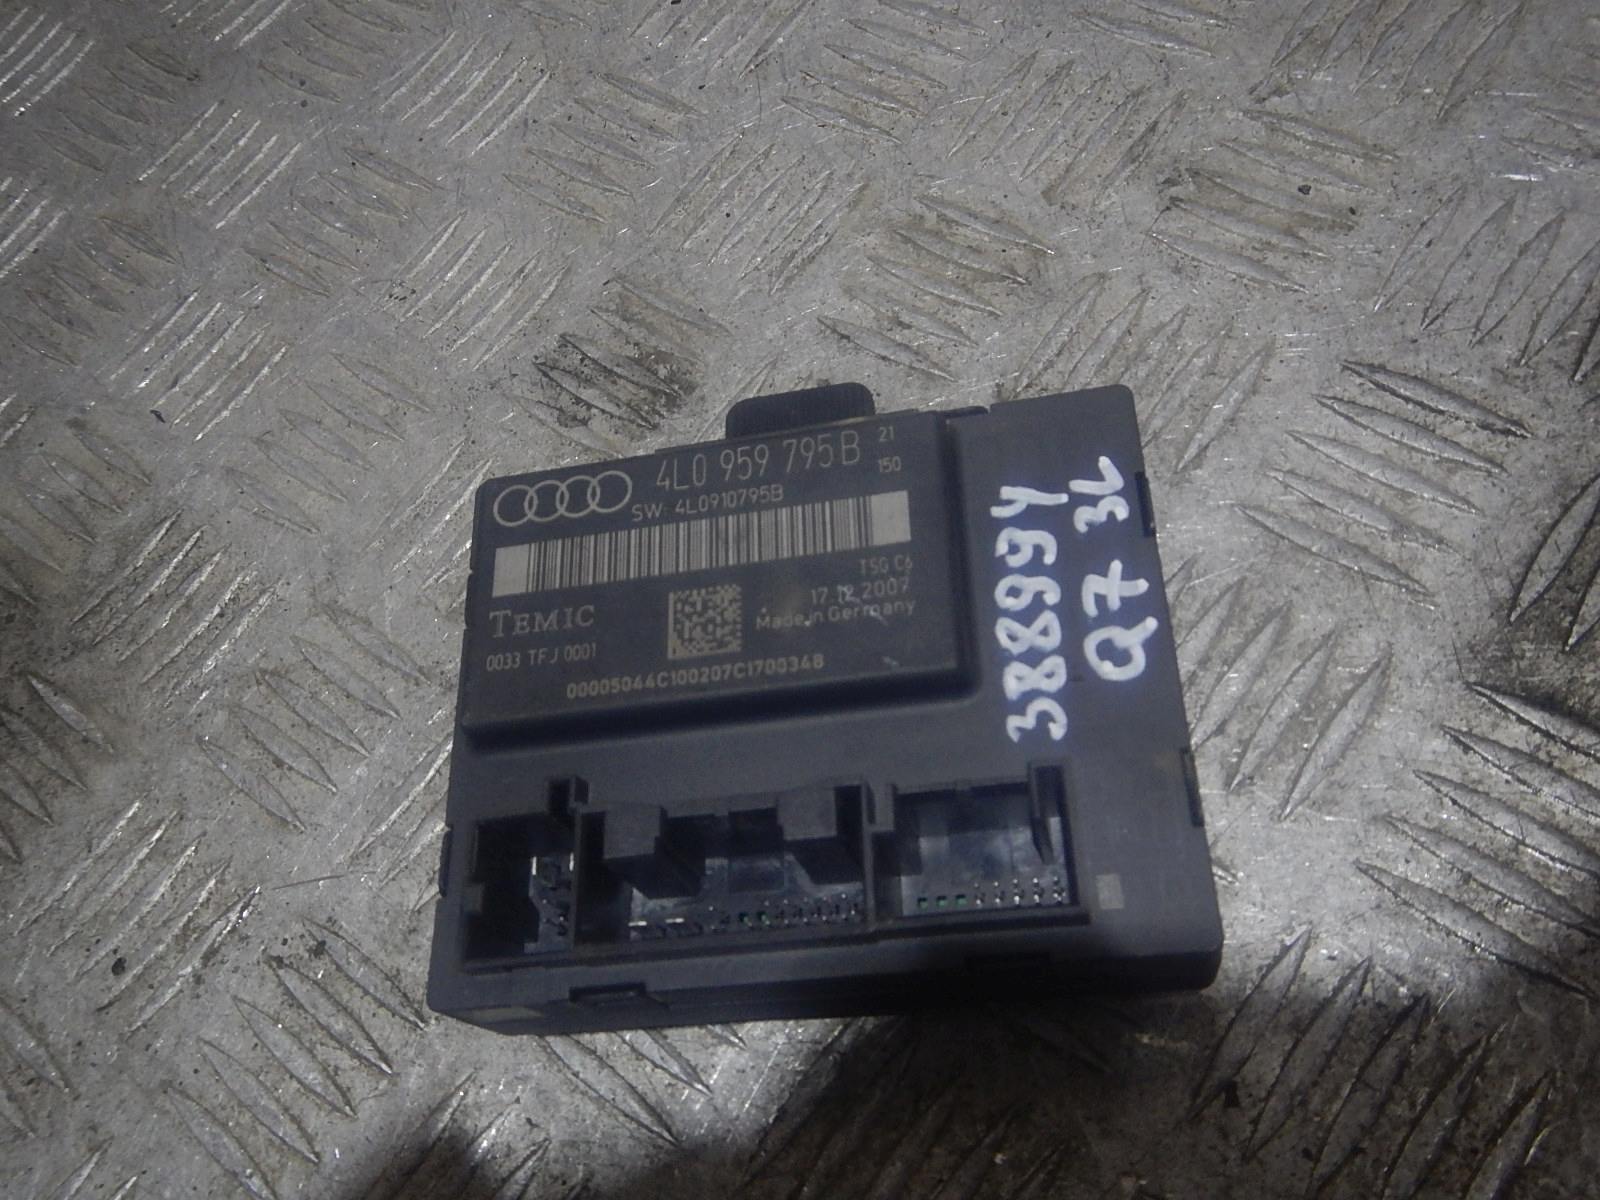 4L0 959 795 B 21
150
SW: 4L0910795B
TSG C6
TEMIC
17.12.2007
Made in Germany
0033 TFJ 0001
00005044C100207C1700348
388994
Q7 3L